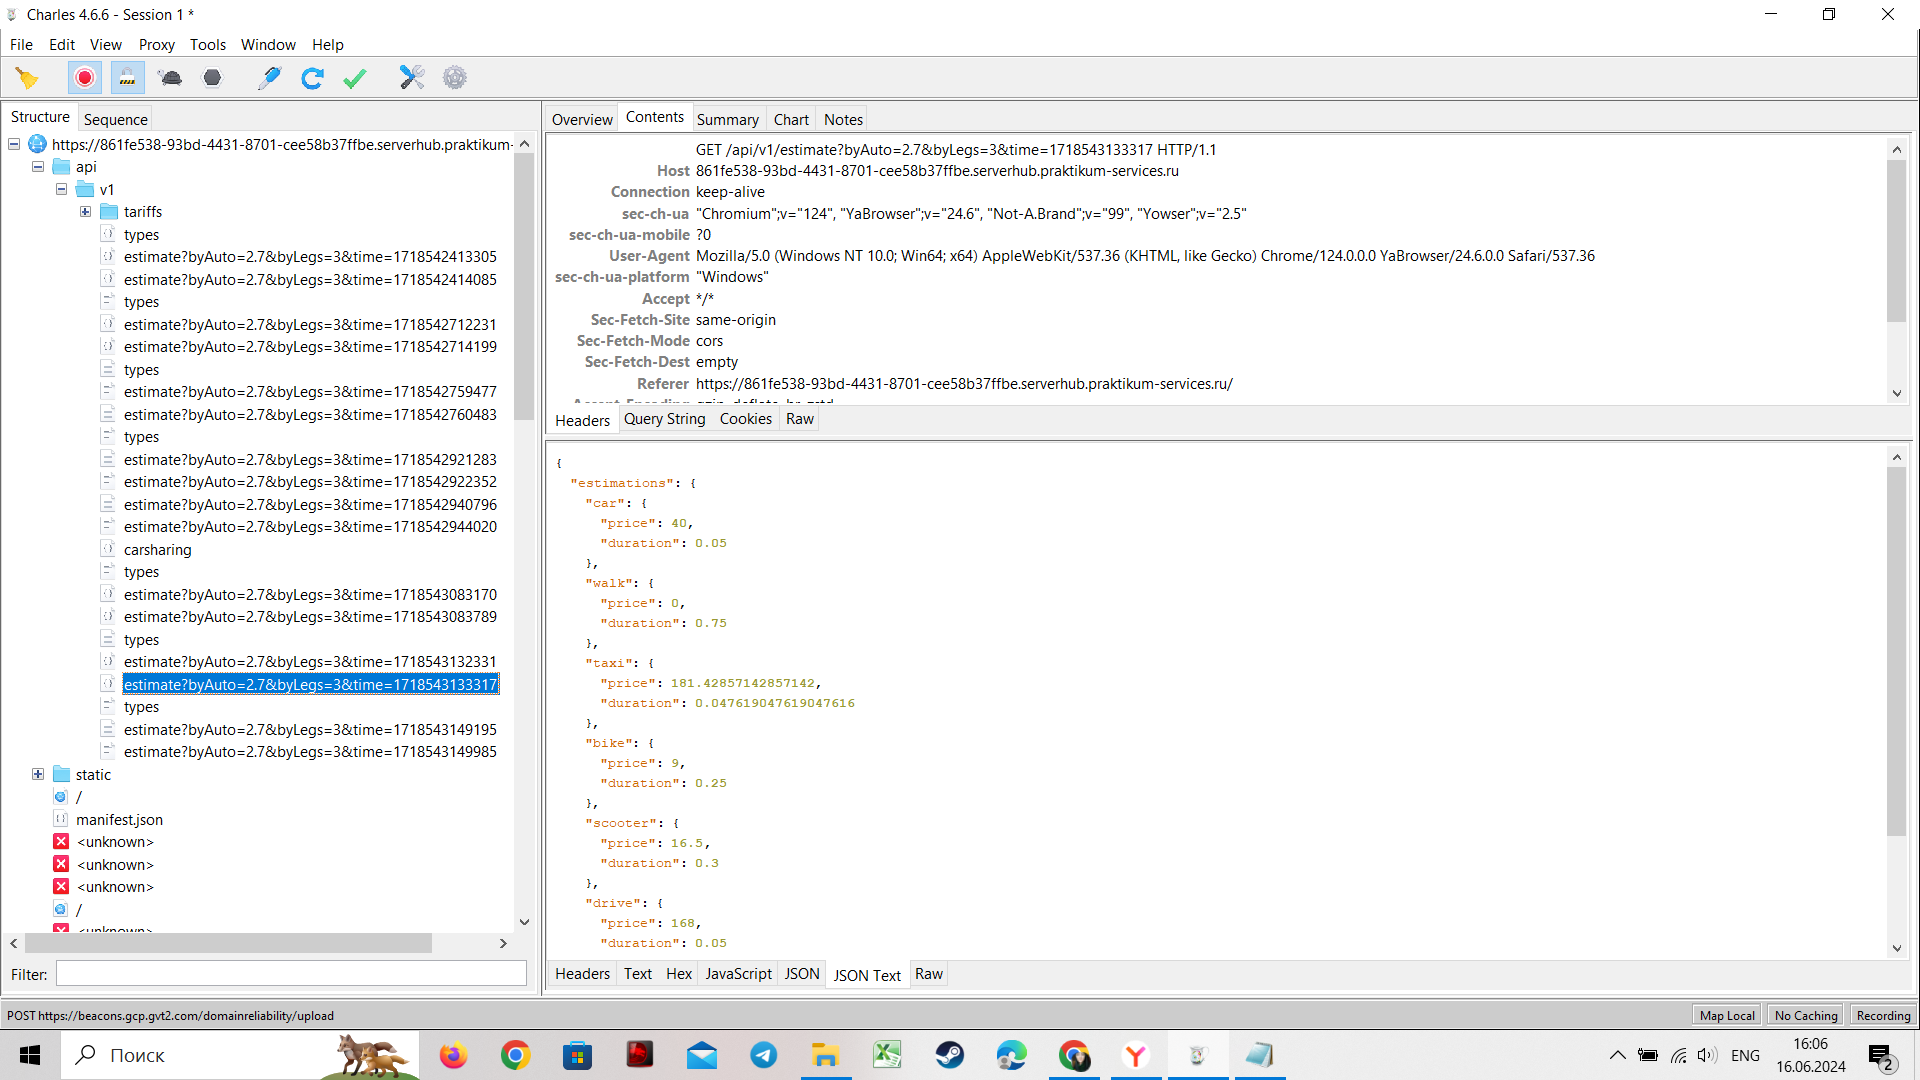 Charles 4.6.6 - Session 1 *
File Edit View Proxy Tools Window Help
Structure Sequence
https://861fe538-93bd-4431-8701-cee58b37ffbe.serverhub.praktikum-
api
v1
tariffs
types
estimate?byAuto=2.7&byLegs=3&time=1718542413305
estimate?byAuto=2.7&byLegs=3&time=1718542414085
types
estimate?byAuto=2.7&byLegs=3&time=1718542712231
estimate?byAuto=2.7&byLegs=3&time=1718542714199
types
estimate?byAuto=2.7&byLegs=3&time=1718542759477
estimate?byAuto=2.7&byLegs=3&time=1718542760483
types
estimate?byAuto=2.7&byLegs=3&time=1718542921283
estimate?byAuto=2.7&byLegs=3&time=1718542922352
estimate?byAuto=2.7&byLegs=3&time=1718542940796
estimate?byAuto=2.7&byLegs=3&time=1718542944020
carsharing
types
estimate?byAuto=2.7&byLegs=3&time=1718543083170
estimate?byAuto=2.7&byLegs=3&time=1718543083789
types
estimate?byAuto=2.7&byLegs=3&time=1718543132331
estimate?byAuto=2.7&byLegs=3&time=1718543133317
types
estimate?byAuto=2.7&byLegs=3&time=1718543149195
estimate?byAuto=2.7&byLegs=3&time=1718543149985
static
/
manifest.json
<unknown>
<unknown>
<unknown>
/
<unknown>
Filter:
Overview Contents Summary Chart Notes
GET /api/v1/estimate?byAuto=2.7&byLegs=3&time=1718543133317 HTTP/1.1
Host 861fe538-93bd-4431-8701-cee58b37ffbe.serverhub.praktikum-services.ru
Connection keep-alive
sec-ch-ua "Chromium";v="124", "YaBrowser";v="24.6", "Not-A.Brand";v="99", "Yowser";v="2.5"
sec-ch-ua-mobile ?0
User-Agent Mozilla/5.0 (Windows NT 10.0; Win64; x64) AppleWebKit/537.36 (KHTML, like Gecko) Chrome/124.0.0.0 YaBrowser/24.6.0.0 Safari/537.36
sec-ch-ua-platform "Windows"
Accept */*
Sec-Fetch-Site same-origin
Sec-Fetch-Mode cors
Sec-Fetch-Dest empty
Referer https://861fe538-93bd-4431-8701-cee58b37ffbe.serverhub.praktikum-services.ru/
Accept-Encoding gzip, deflate, br, zstd
Headers Query String Cookies Raw
{
"estimations": {
"car": {
"price": 40,
"duration": 0.05
},
"walk": {
"price": 0,
"duration": 0.75
},
"taxi": {
"price": 181.42857142857142,
"duration": 0.047619047619047616
},
"bike": {
"price": 9,
"duration": 0.25
},
"scooter": {
"price": 16.5,
"duration": 0.3
},
"drive": {
"price": 168,
"duration": 0.05
Headers Text Hex JavaScript JSON JSON Text Raw
POST https://beacons.gcp.gvt2.com/domainreliability/upload
Map Local No Caching Recording
Поиск
ENG
16:06
16.06.2024
2